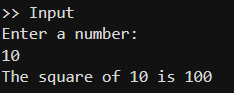 >> Input
Enter a number:
10
The square of 10 is 100